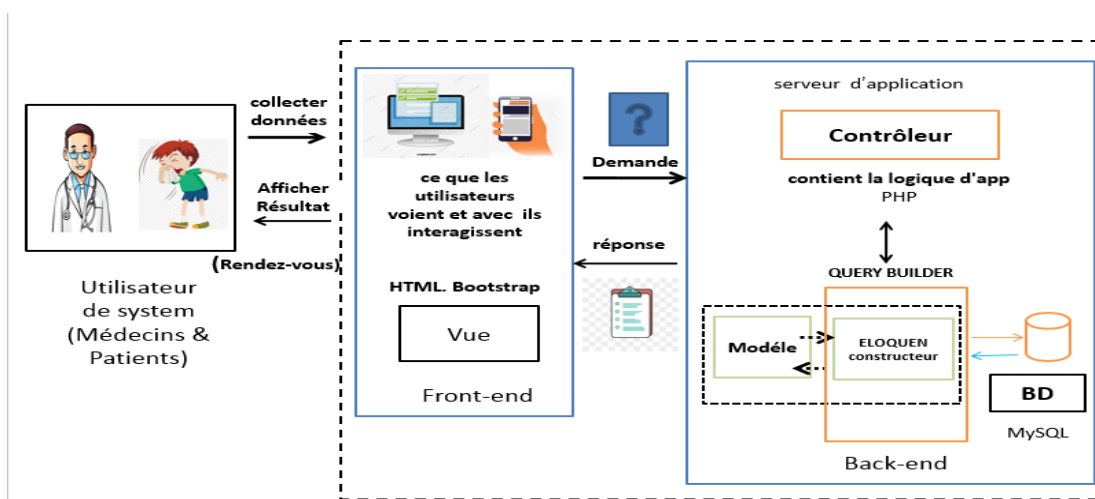 collecter
données
Afficher
Résultat
(Rendez-vous)
Utilisateur
de system
(Médecins &
Patients)
ce que les
utilisateurs
voient et avec ils
interagissent
HTML. Bootstrap
Vue
Front-end
?
Demande
réponse
serveur d'application
Contrôleur
contient la logique d'app
PHP
QUERY BUILDER
Modéle
ELOQUEN
constructeur
BD
MySQL
Back-end